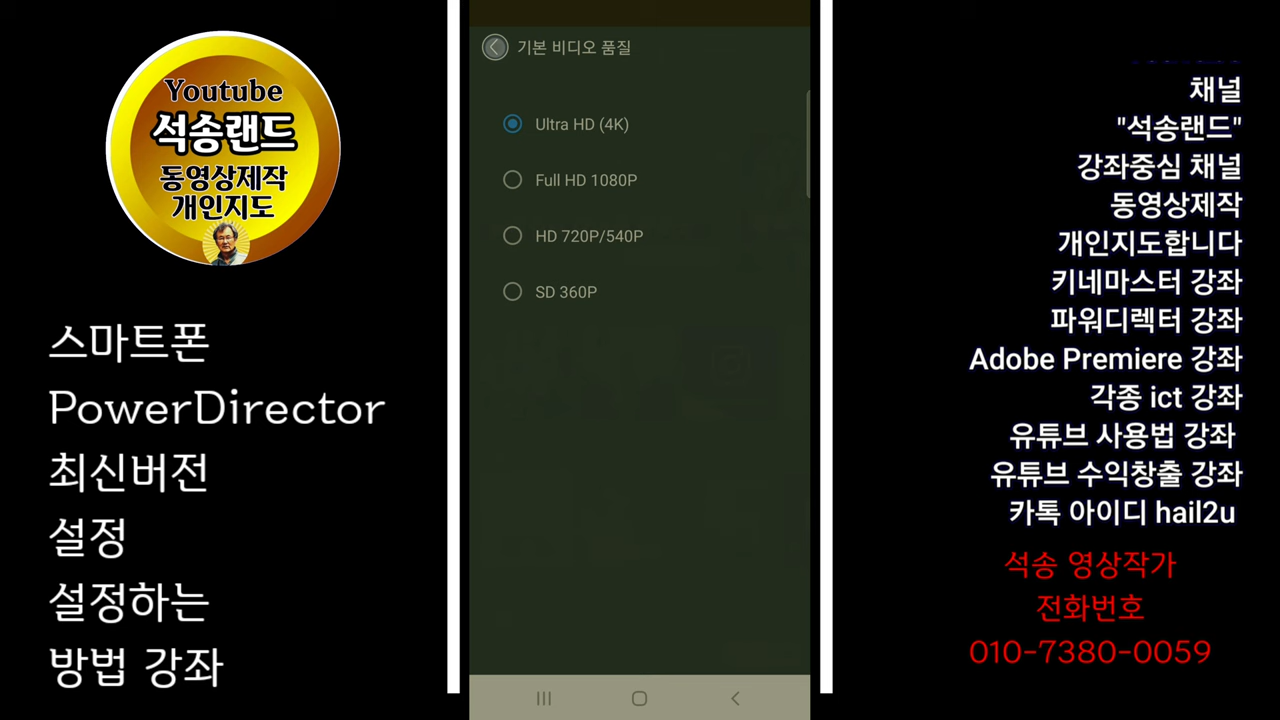 Youtube
석송랜드
동영상제작
개인지도
스마트폰
PowerDirector
최신버전
설정
설정하는
방법 강좌
기본 비디오 품질
Ultra HD (4K)
Full HD 1080P
HD 720P/540P
SD 360P
채널
"석송랜드"
강좌중심 채널
동영상제작
개인지도합니다
키네마스터 강좌
파워디렉터 강좌
Adobe Premiere 강좌
각종 ict 강좌
유튜브 사용법 강좌
유튜브 수익창출 강좌
카톡 아이디 hail2u
석송 영상작가
전화번호
010-7380-0059